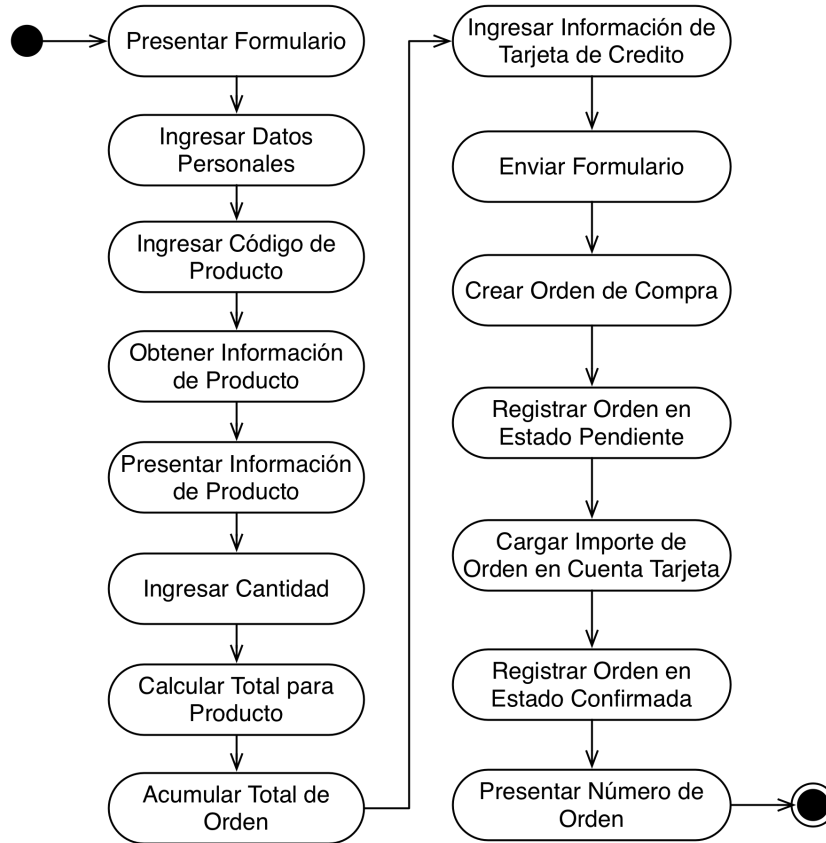 Presentar Formulario
Ingresar Datos
Personales
Ingresar Código de
Producto
Obtener Información
de Producto
Presentar Información
de Producto
Ingresar Cantidad
Calcular Total para
Producto
Acumular Total de
Orden
Ingresar Información de
Tarjeta de Credito
Enviar Formulario
Crear Orden de Compra
Registrar Orden en
Estado Pendiente
Cargar Importe de
Orden en Cuenta Tarjeta
Registrar Orden en
Estado Confirmada
Presentar Número de
Orden